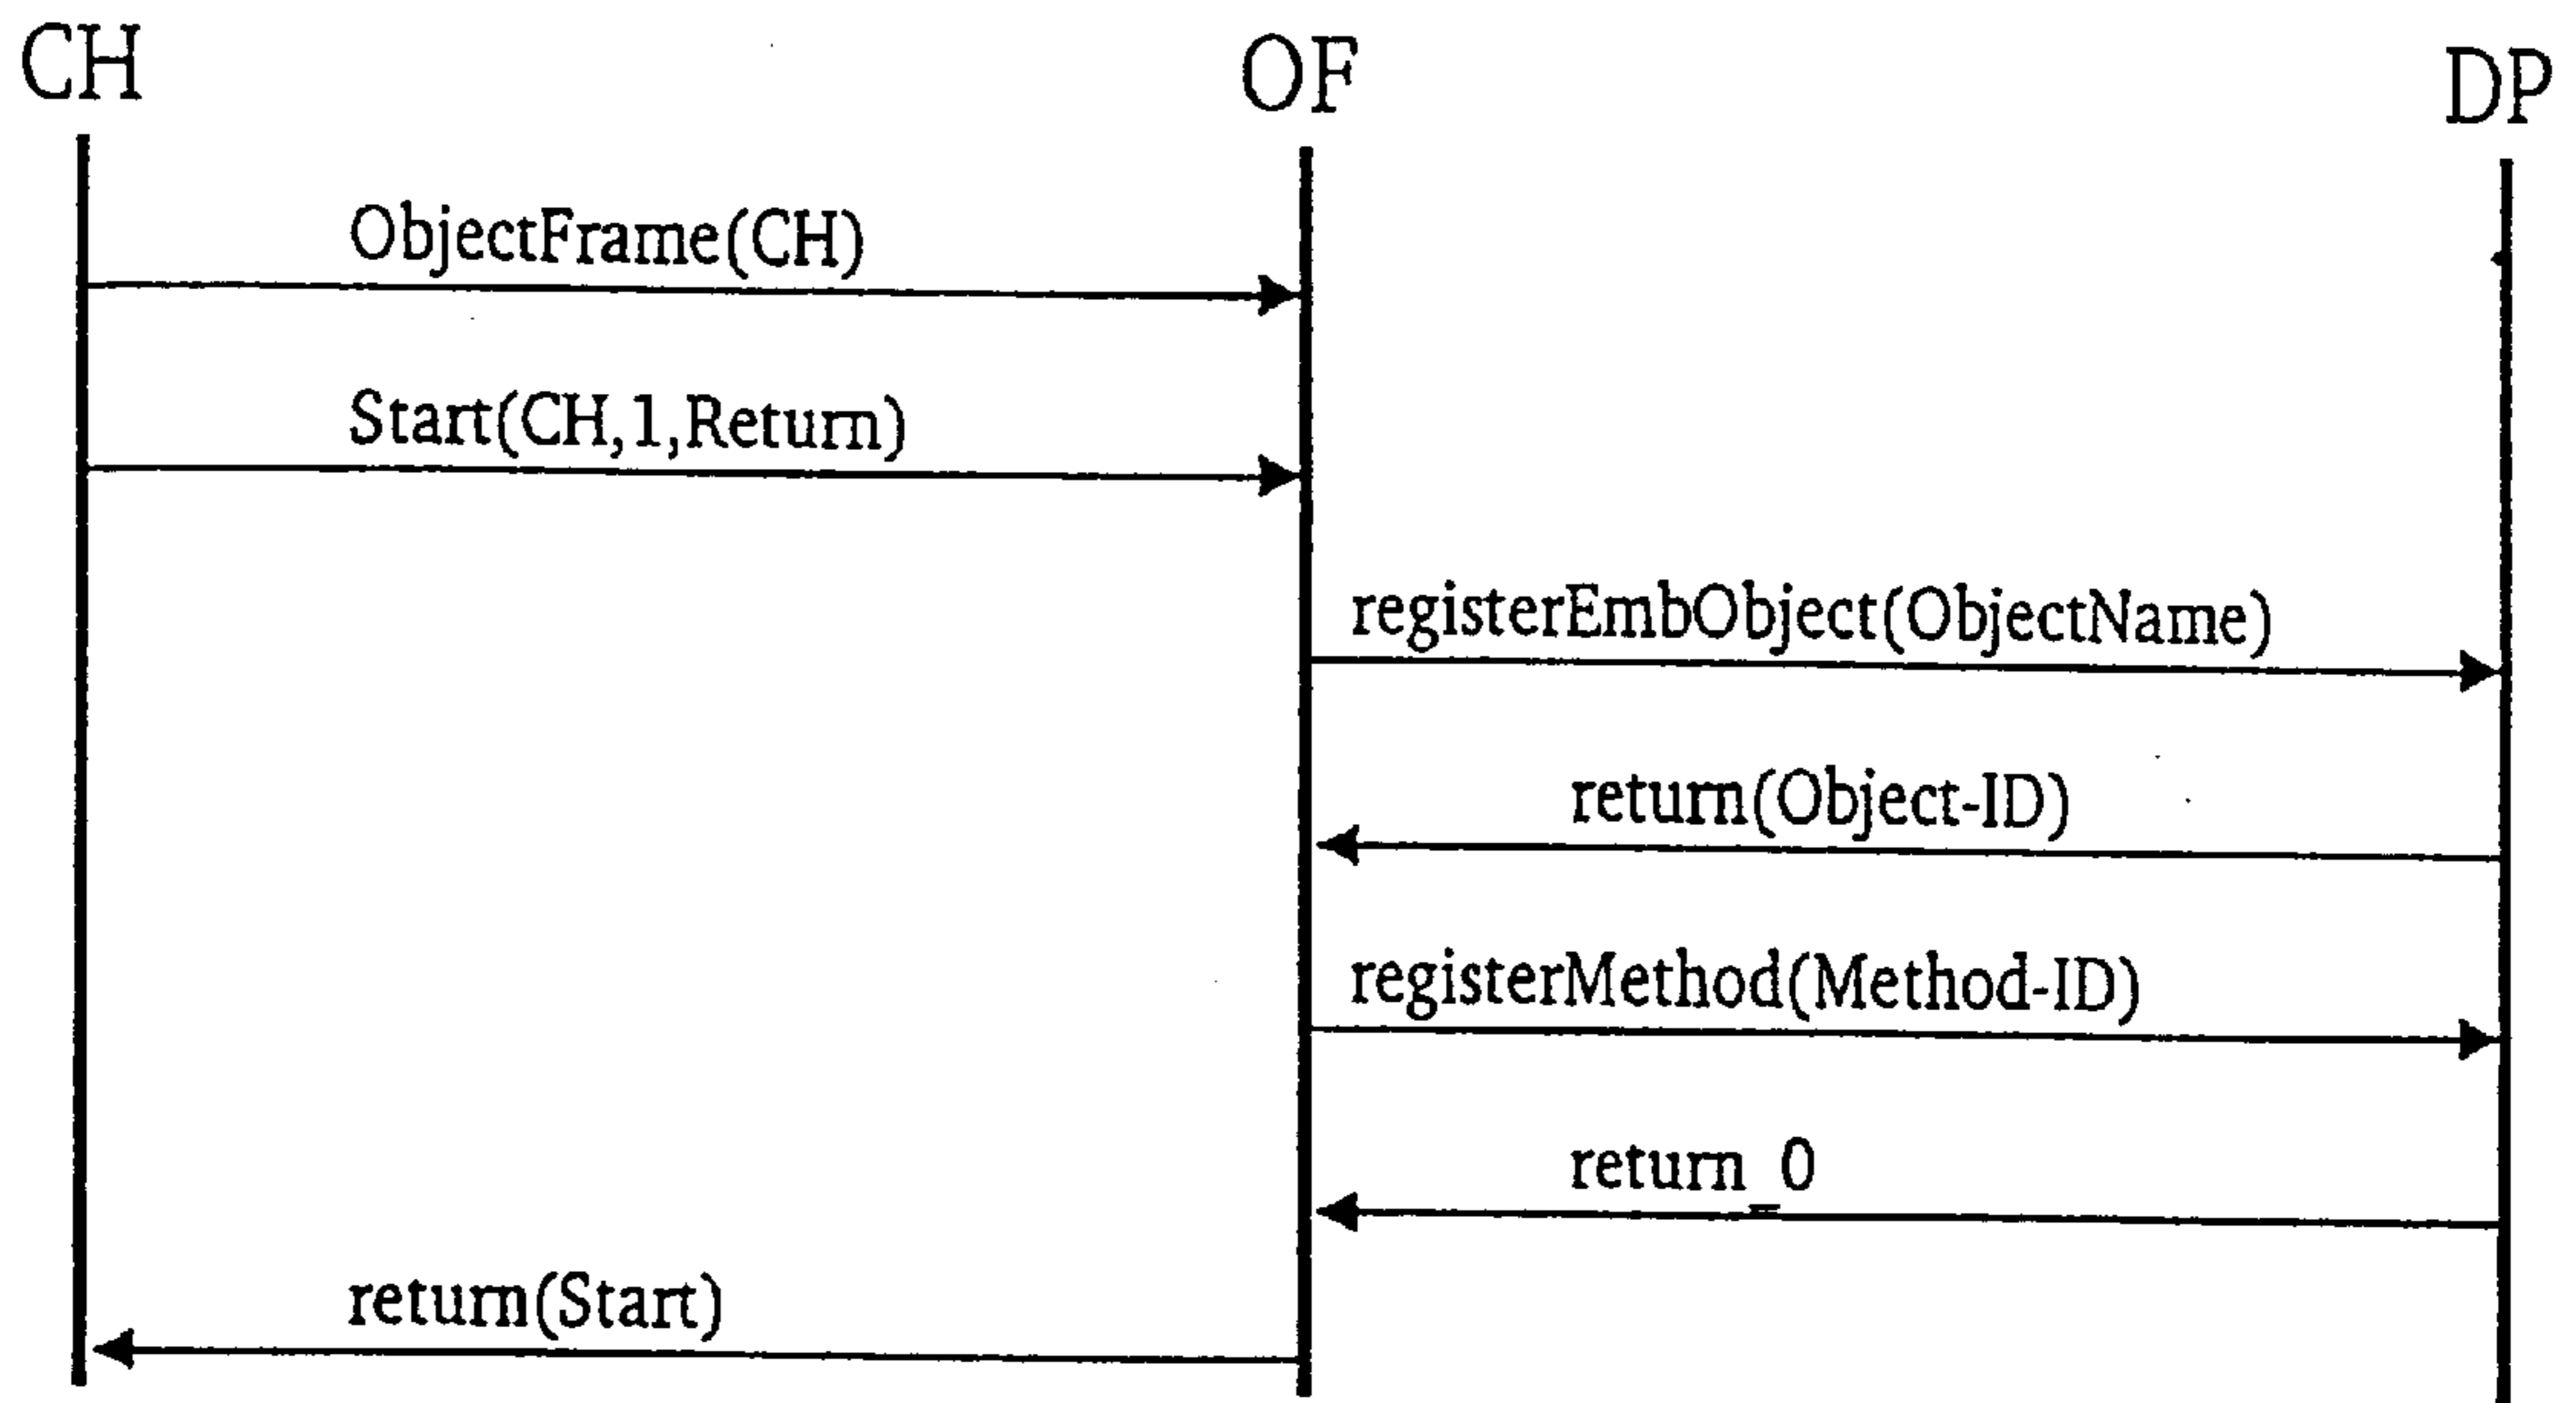 CH
OF
DP
ObjectFrame(CH)
Start(CH,1,Return)
registerEmbObject(ObjectName)
return(Object-ID)
registerMethod(Method-ID)
return_0
return(Start)